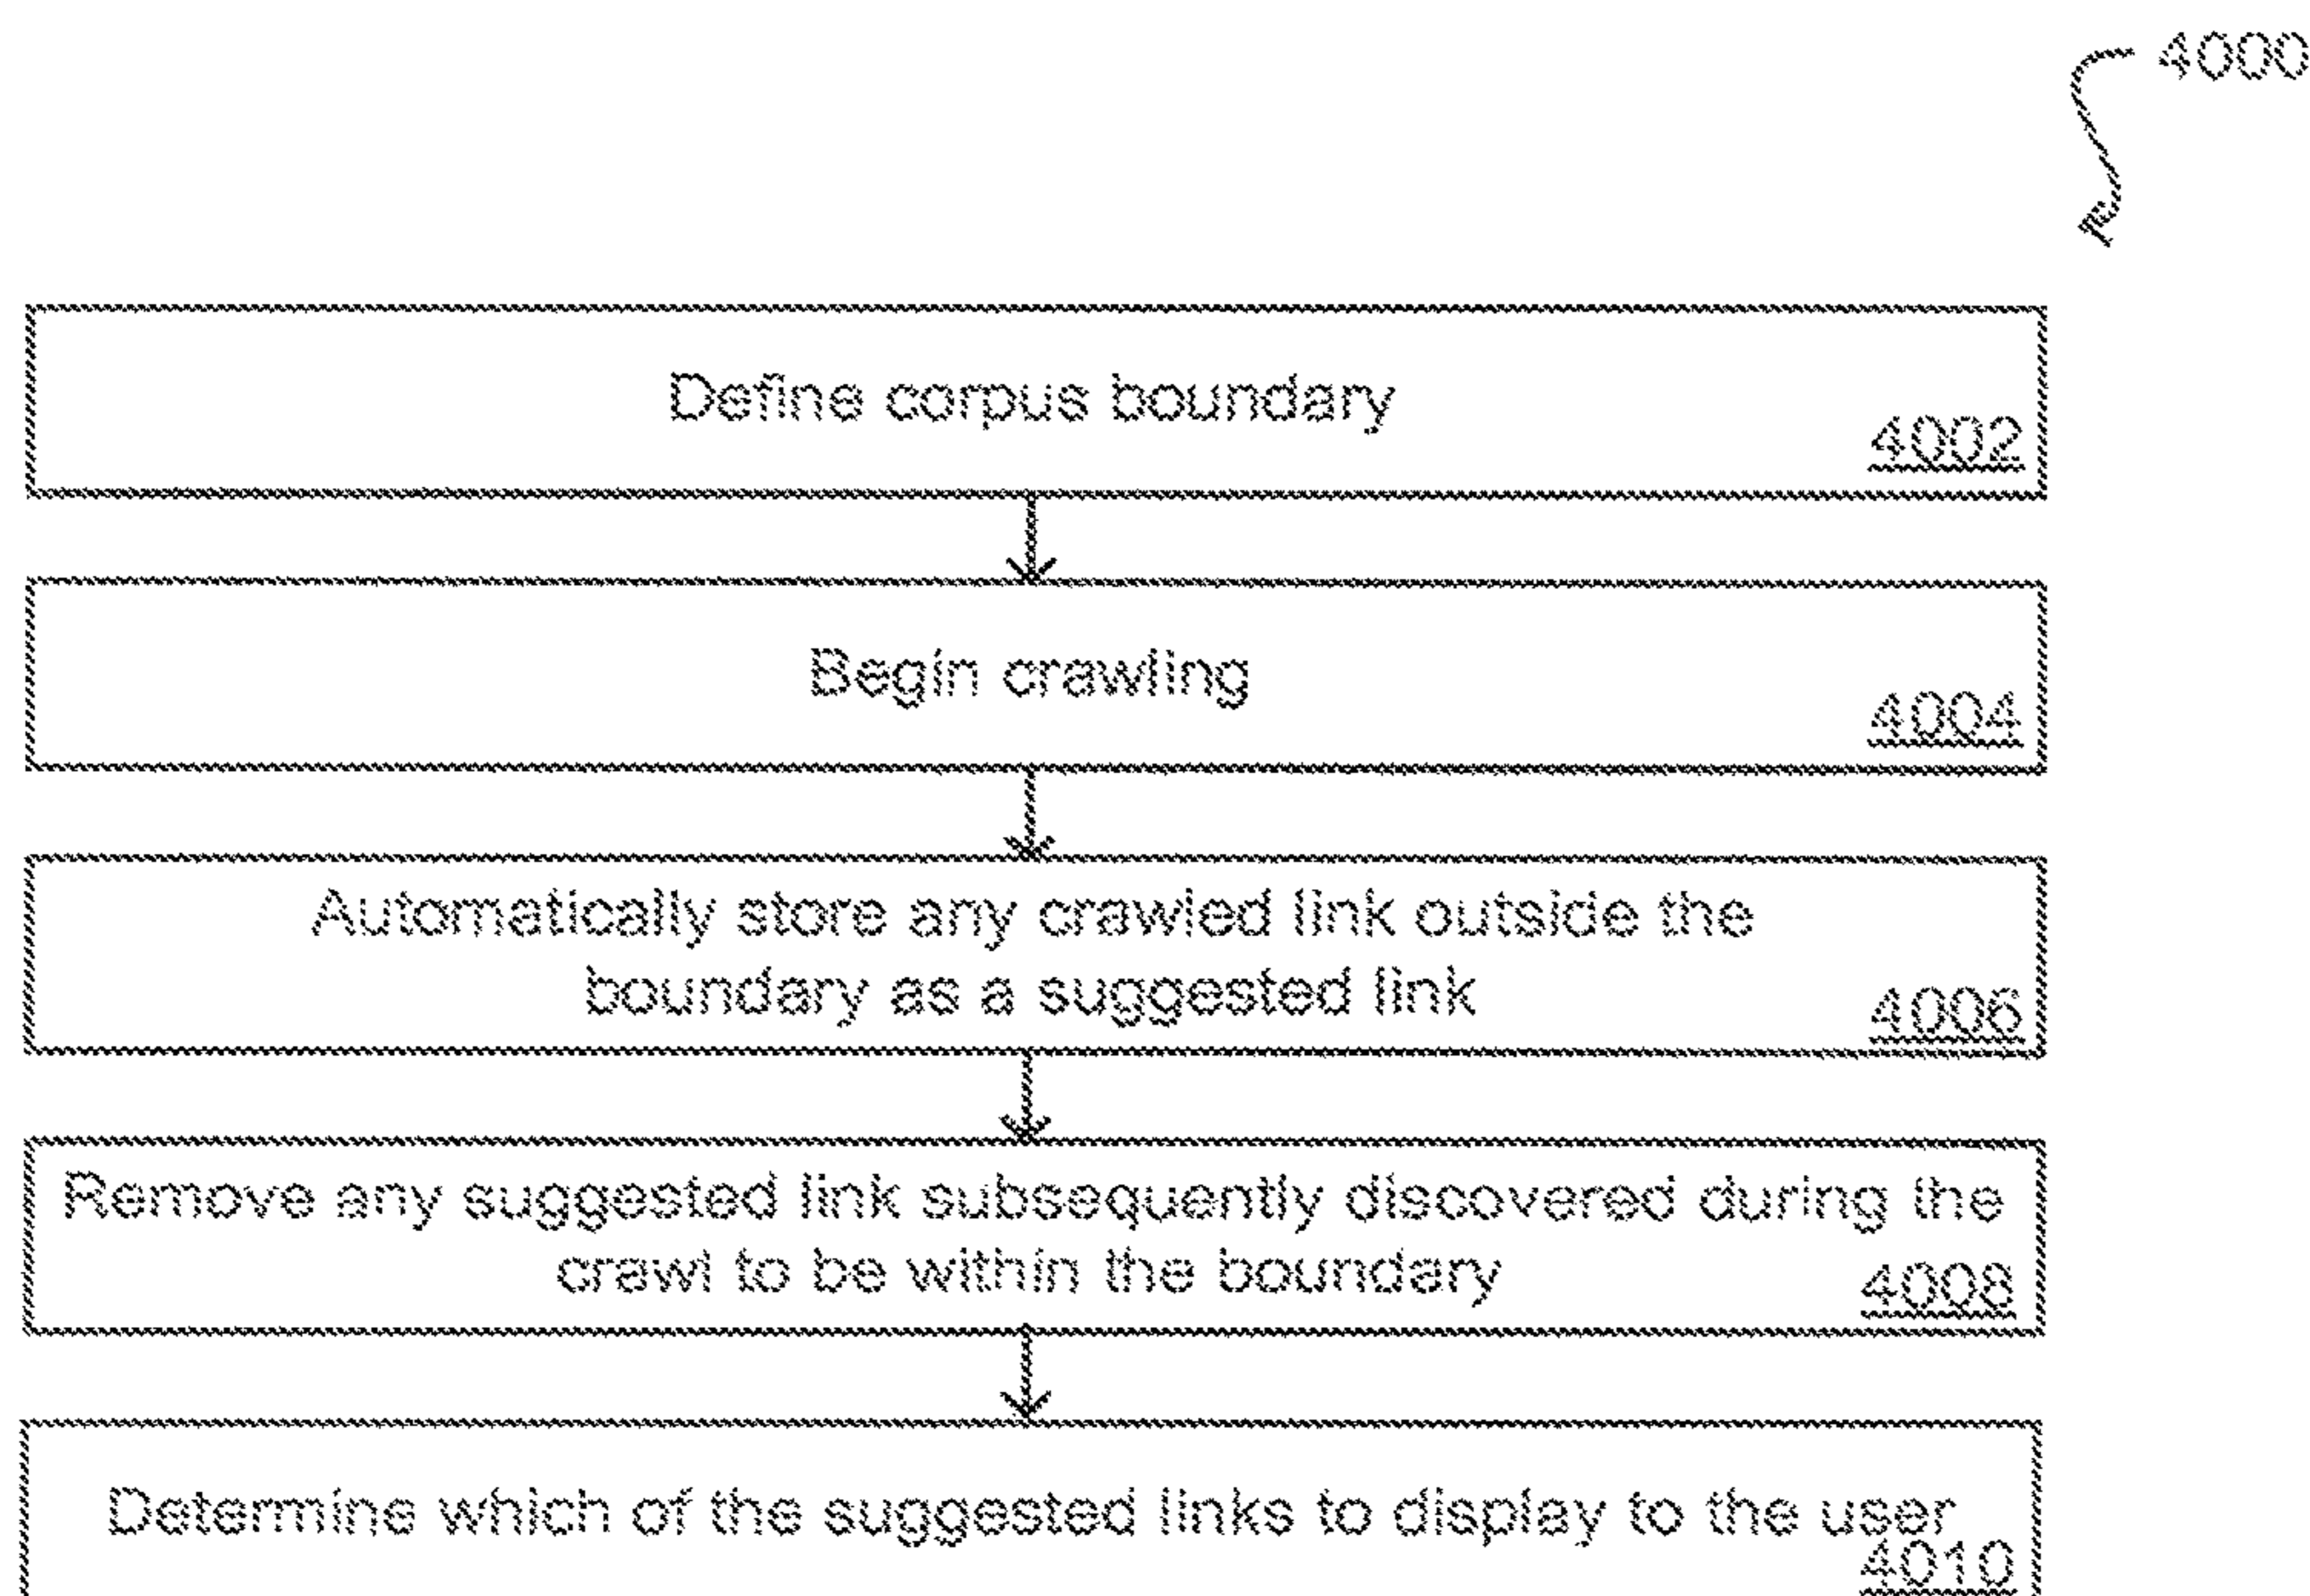 4000
Define corpus boundary
4002
Begin crawling
4004
Automatically store any crawled link outside the
boundary as a suggested link
4006
Remove any suggested link subsequently discovered during the
crawl to be within the boundary
4008
Determine which of the suggested links to display to the user
4010